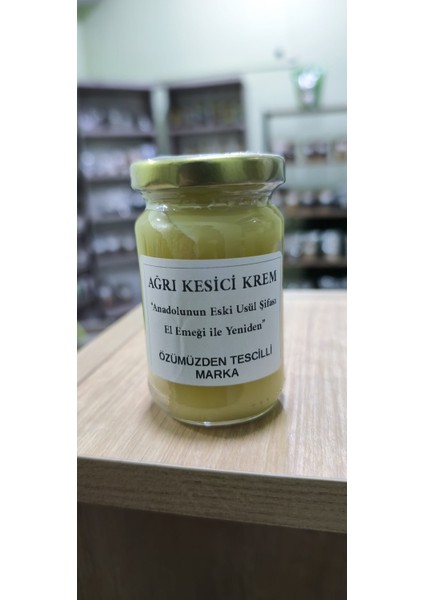 AĞRI KESİCİ KREM
"Anadolunun Eski Usül Şifası
El Emeği ile Yeniden"
ÖZÜMÜZDEN TESCİLLİ
MARKA